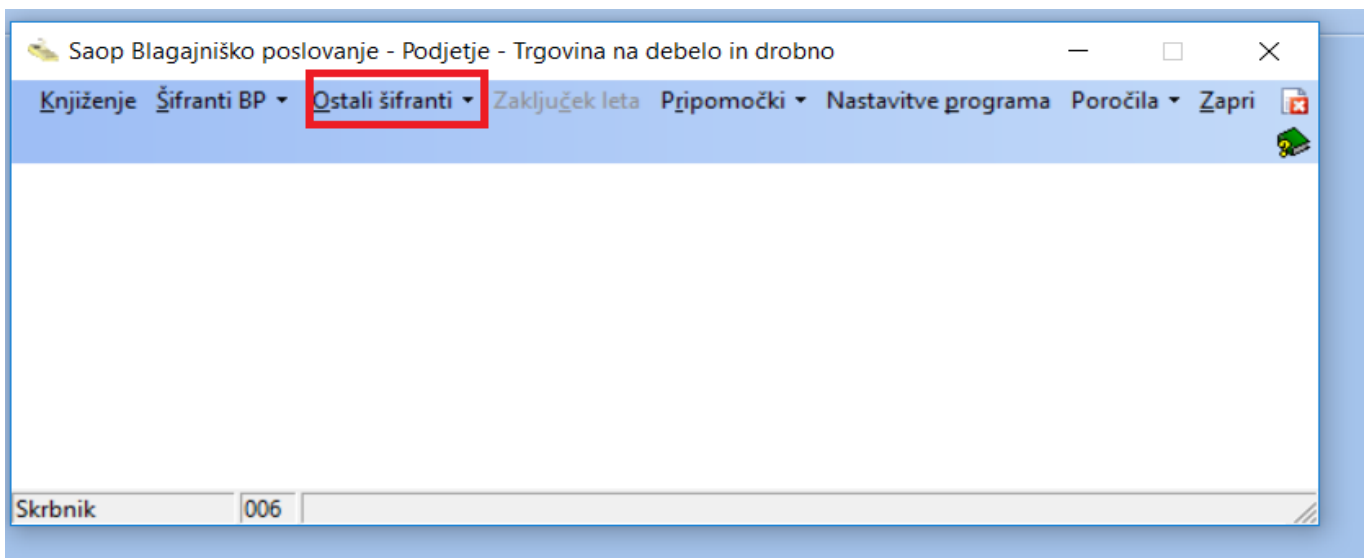 Saop Blagajniško poslovanje - Podjetje - Trgovina na debelo in drobno
Knjiženje Šifranti BP Ostali šifranti Zaključek leta Pripomočki Nastavitve programa Poročila Zapri
Skrbnik 006